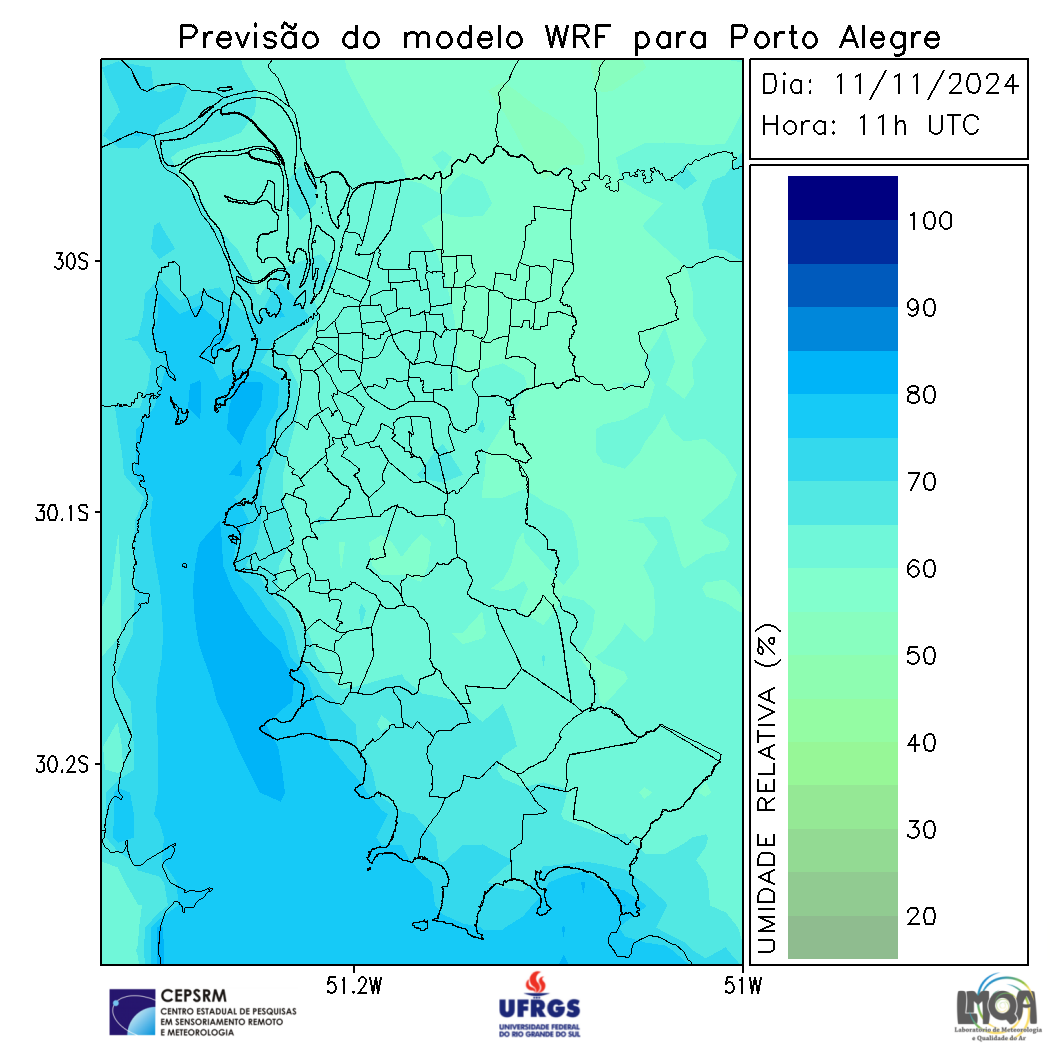 Previsão do modelo WRF para Porto Alegre
Dia: 11/11/2024
Hora: 11h UTC
30S
30.1S
30.2S
51.2W
51W
UMIDADE RELATIVA (%)
100
90
80
70
60
50
40
30
20
CEPSRM
CENTRO ESTADUAL DE PESQUISAS
EM SENSORIAMENTO REMOTO
E METEOROLOGIA
UFRGS
UNIVERSIDADE FEDERAL
DO RIO GRANDE DO SUL
LMQA
Laboratório de Meteorologia
e Qualidade do Ar